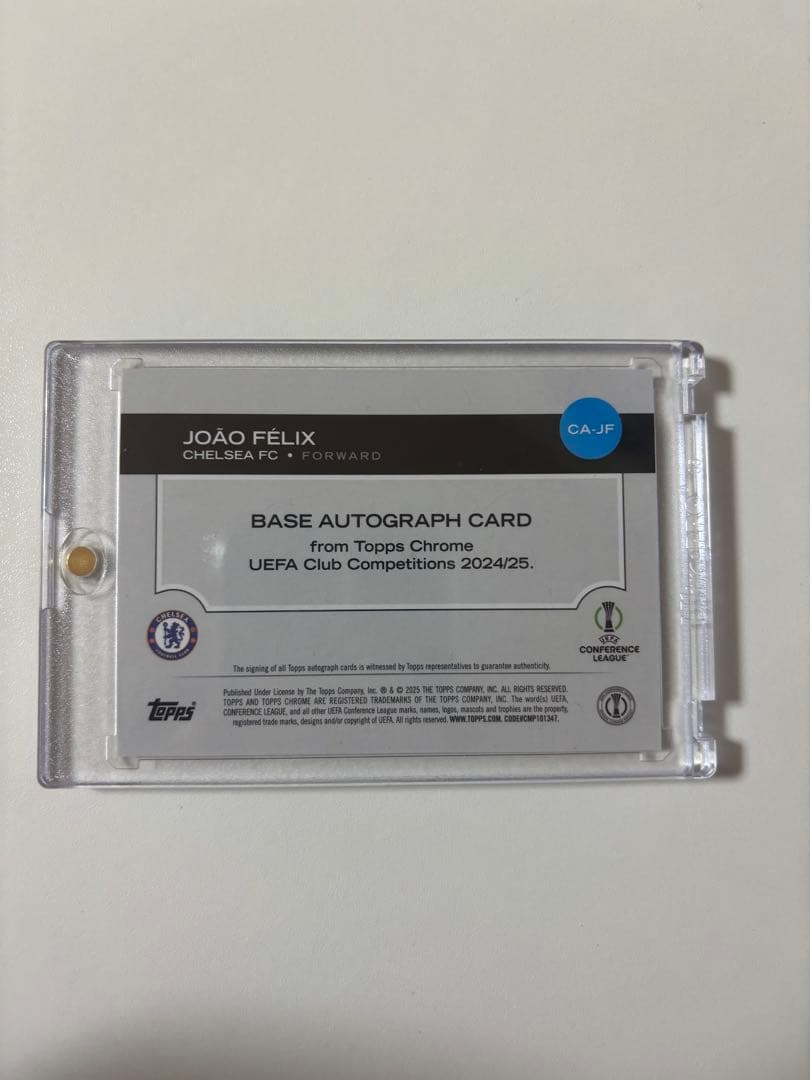 JOÃO FÉLIX
CHELSEA FC • FORWARD
CA-JF
BASE AUTOGRAPH CARD
from Topps Chrome
UEFA Club Competitions 2024/25.
CHELSEA
FOOTBALL CLUB
UEFA
CONFERENCE
LEAGUE™
The signing of all Topps autograph cards is witnessed by Topps representatives to guarantee authenticity.
topps®
Published Under License by The Topps Company, Inc. ® & © 2025 THE TOPPS COMPANY, INC. ALL RIGHTS RESERVED.
TOPPS AND TOPPS CHROME ARE REGISTERED TRADEMARKS OF THE TOPPS COMPANY, INC. The word(s) UEFA,
CONFERENCE LEAGUE, and all other UEFA Conference League marks, names, logos, mascots and trophies are the property,
registered trade marks, designs and/or copyright of UEFA. All rights reserved. WWW.TOPPS.COM. CODE#CMP101347.